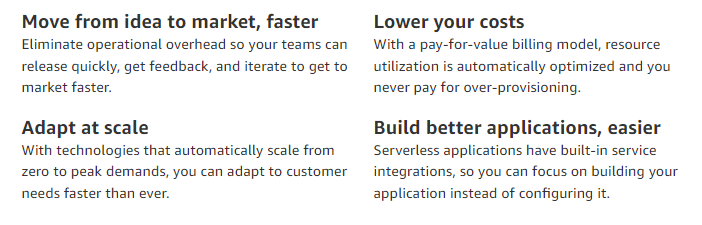 Move from idea to market, faster
Eliminate operational overhead so your teams can
release quickly, get feedback, and iterate to get to
market faster.
Lower your costs
With a pay-for-value billing model, resource
utilization is automatically optimized and you
never pay for over-provisioning.
Adapt at scale
With technologies that automatically scale from
zero to peak demands, you can adapt to customer
needs faster than ever.
Build better applications, easier
Serverless applications have built-in service
integrations, so you can focus on building your
application instead of configuring it.